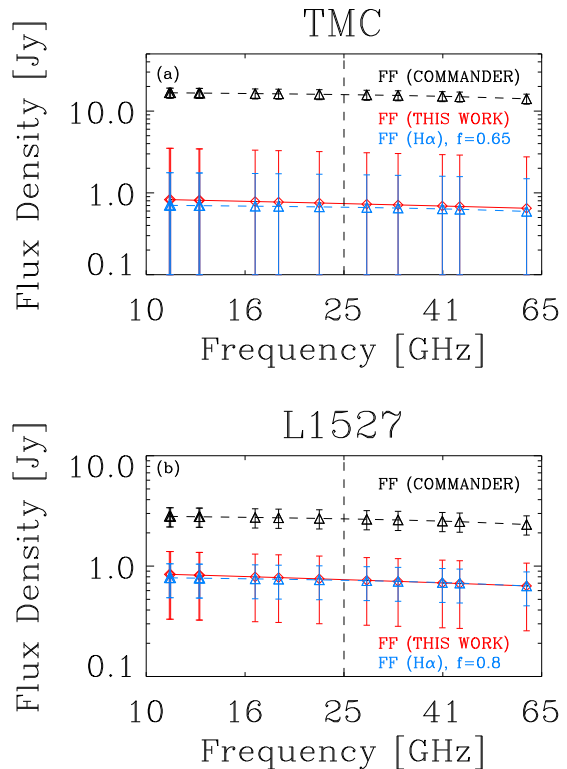 TMC
Flux Density [Jy]
(a)
FF (COMMANDER)
FF (THIS WORK)
FF (Hα), f=0.65
10.0
1.0
0.1
10 16 25 41 65
Frequency [GHz]
L1527
Flux Density [Jy]
(b)
FF (COMMANDER)
10.0
1.0
0.1
FF (THIS WORK)
FF (Hα), f=0.8
10 16 25 41 65
Frequency [GHz]